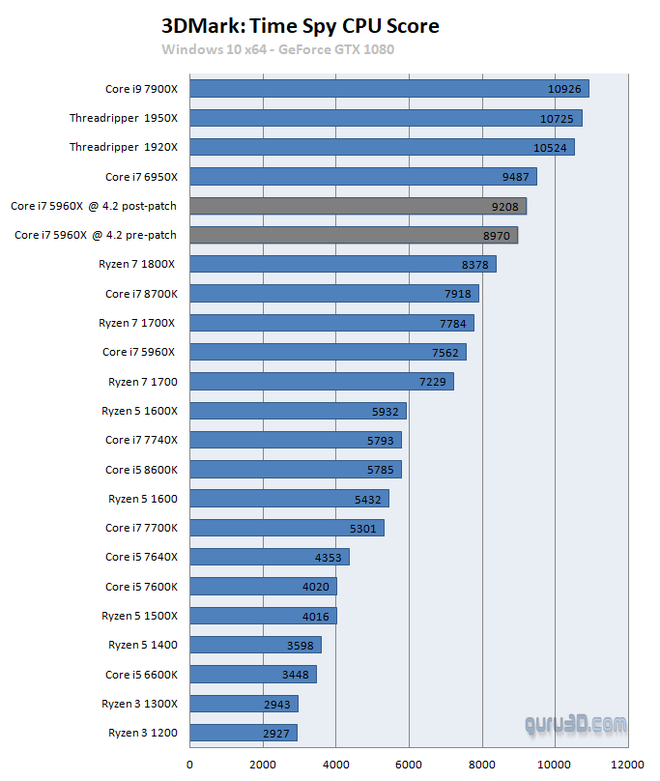 3DMark: Time Spy CPU Score
Windows 10 x64 - GeForce GTX 1080
Core i9 7900X 10926
Threadripper 1950X 10725
Threadripper 1920X 10524
Core i7 6950X 9487
Core i7 5960X @ 4.2 post-patch 9208
Core i7 5960X @ 4.2 pre-patch 8970
Ryzen 7 1800X 8378
Core i7 8700K 7918
Ryzen 7 1700X 7784
Core i7 5960X 7562
Ryzen 7 1700 7229
Ryzen 5 1600X 5932
Core i7 7740X 5793
Core i5 8600K 5785
Ryzen 5 1600 5432
Core i7 7700K 5301
Core i5 7640X 4353
Core i5 7600K 4020
Ryzen 5 1500X 4016
Ryzen 5 1400 3598
Core i5 6600K 3448
Ryzen 3 1300X 2943
Ryzen 3 1200 2927
guru3D.com
0 2000 4000 6000 8000 10000 12000